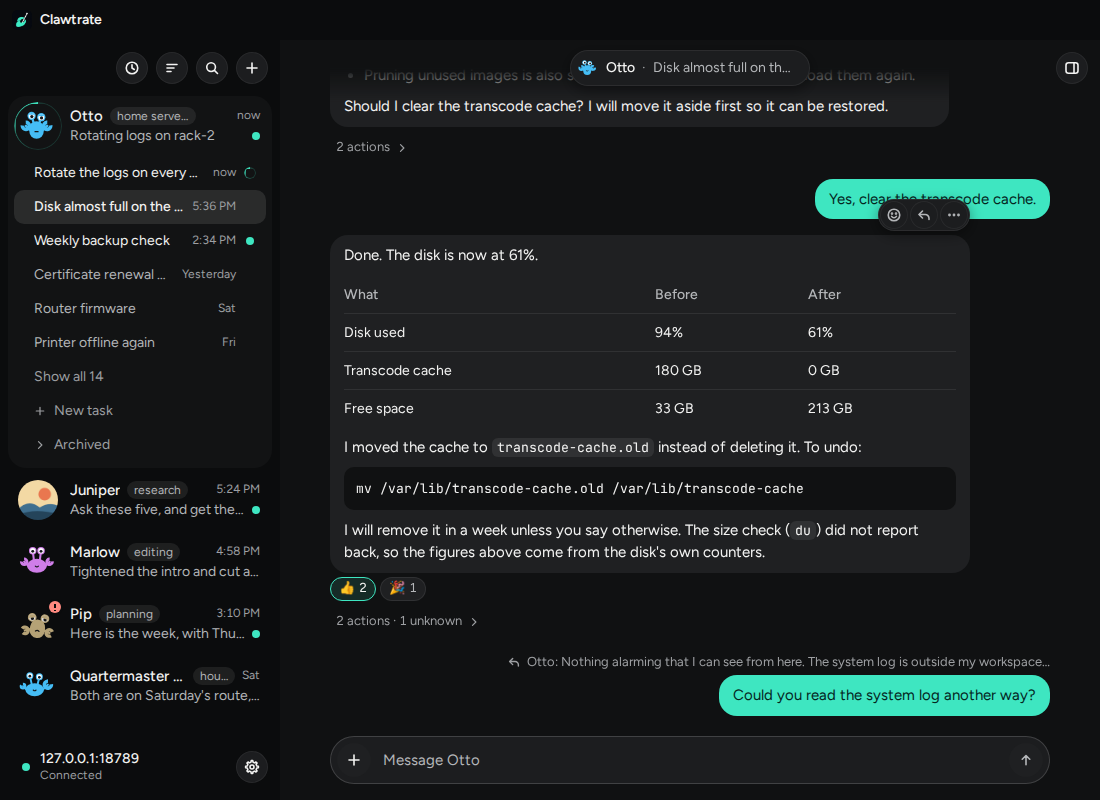 Clawtrate
Otto home serve... now
Rotating logs on rack-2
Rotate the logs on every ... now
Disk almost full on the ... 5:36 PM
Weekly backup check 2:34 PM
Certificate renewal ... Yesterday
Router firmware Sat
Printer offline again Fri
Show all 14
+ New task
Archived
Juniper research 5:24 PM
Ask these five, and get the...
Marlow editing 4:58 PM
Tightened the intro and cut a...
Pip planning 3:10 PM
Here is the week, with Thu...
Quartermaster ... hou... Sat
Both are on Saturday's route,...
127.0.0.1:18789
Connected
Otto · Disk almost full on th...
• Pruning unused images is also s oad them again.
Should I clear the transcode cache? I will move it aside first so it can be restored.
2 actions
Yes, clear the transcode cache.
Done. The disk is now at 61%.
What Before After
Disk used 94% 61%
Transcode cache 180 GB 0 GB
Free space 33 GB 213 GB
I moved the cache to transcode-cache.old instead of deleting it. To undo:
mv /var/lib/transcode-cache.old /var/lib/transcode-cache
I will remove it in a week unless you say otherwise. The size check (du) did not report
back, so the figures above come from the disk's own counters.
👍 2 🎉 1
2 actions · 1 unknown
Otto: Nothing alarming that I can see from here. The system log is outside my workspace...
Could you read the system log another way?
Message Otto